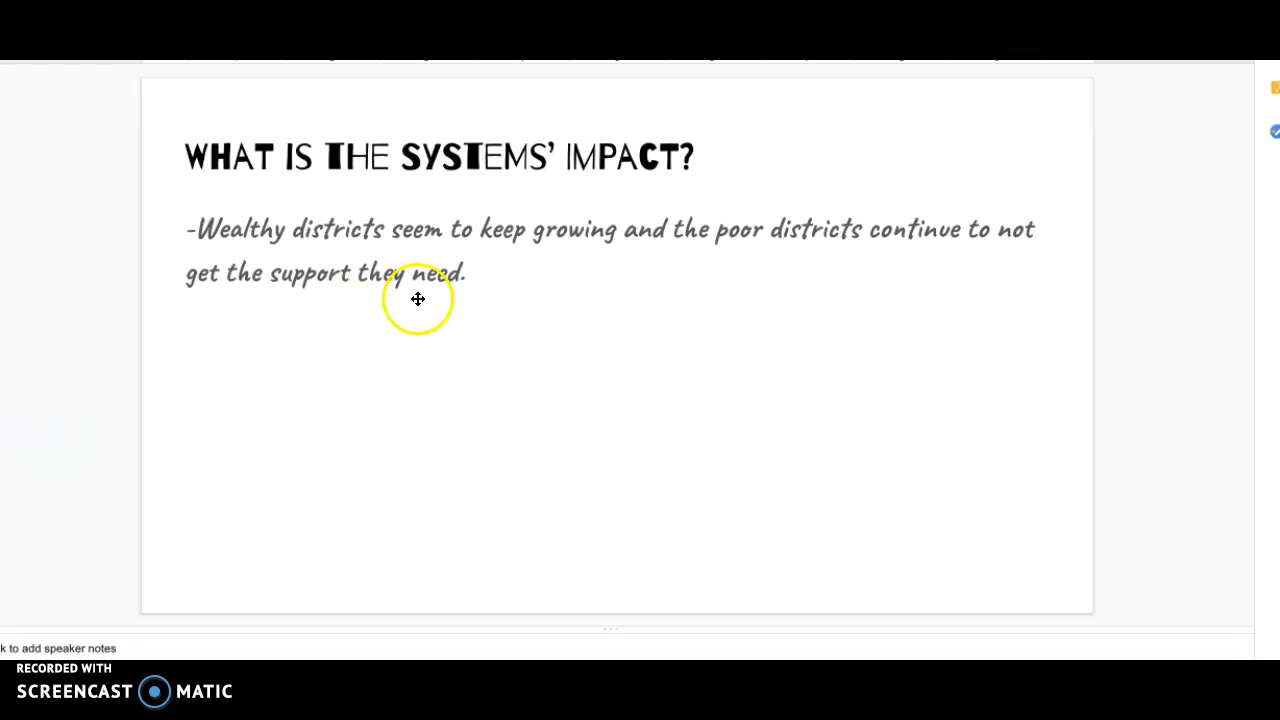 WHAT IS THE SYSTEMS' IMPACT?
-Wealthy districts seem to keep growing and the poor districts continue to not
get the support they need.
k to add speaker notes
RECORDED WITH
SCREENCAST MATIC